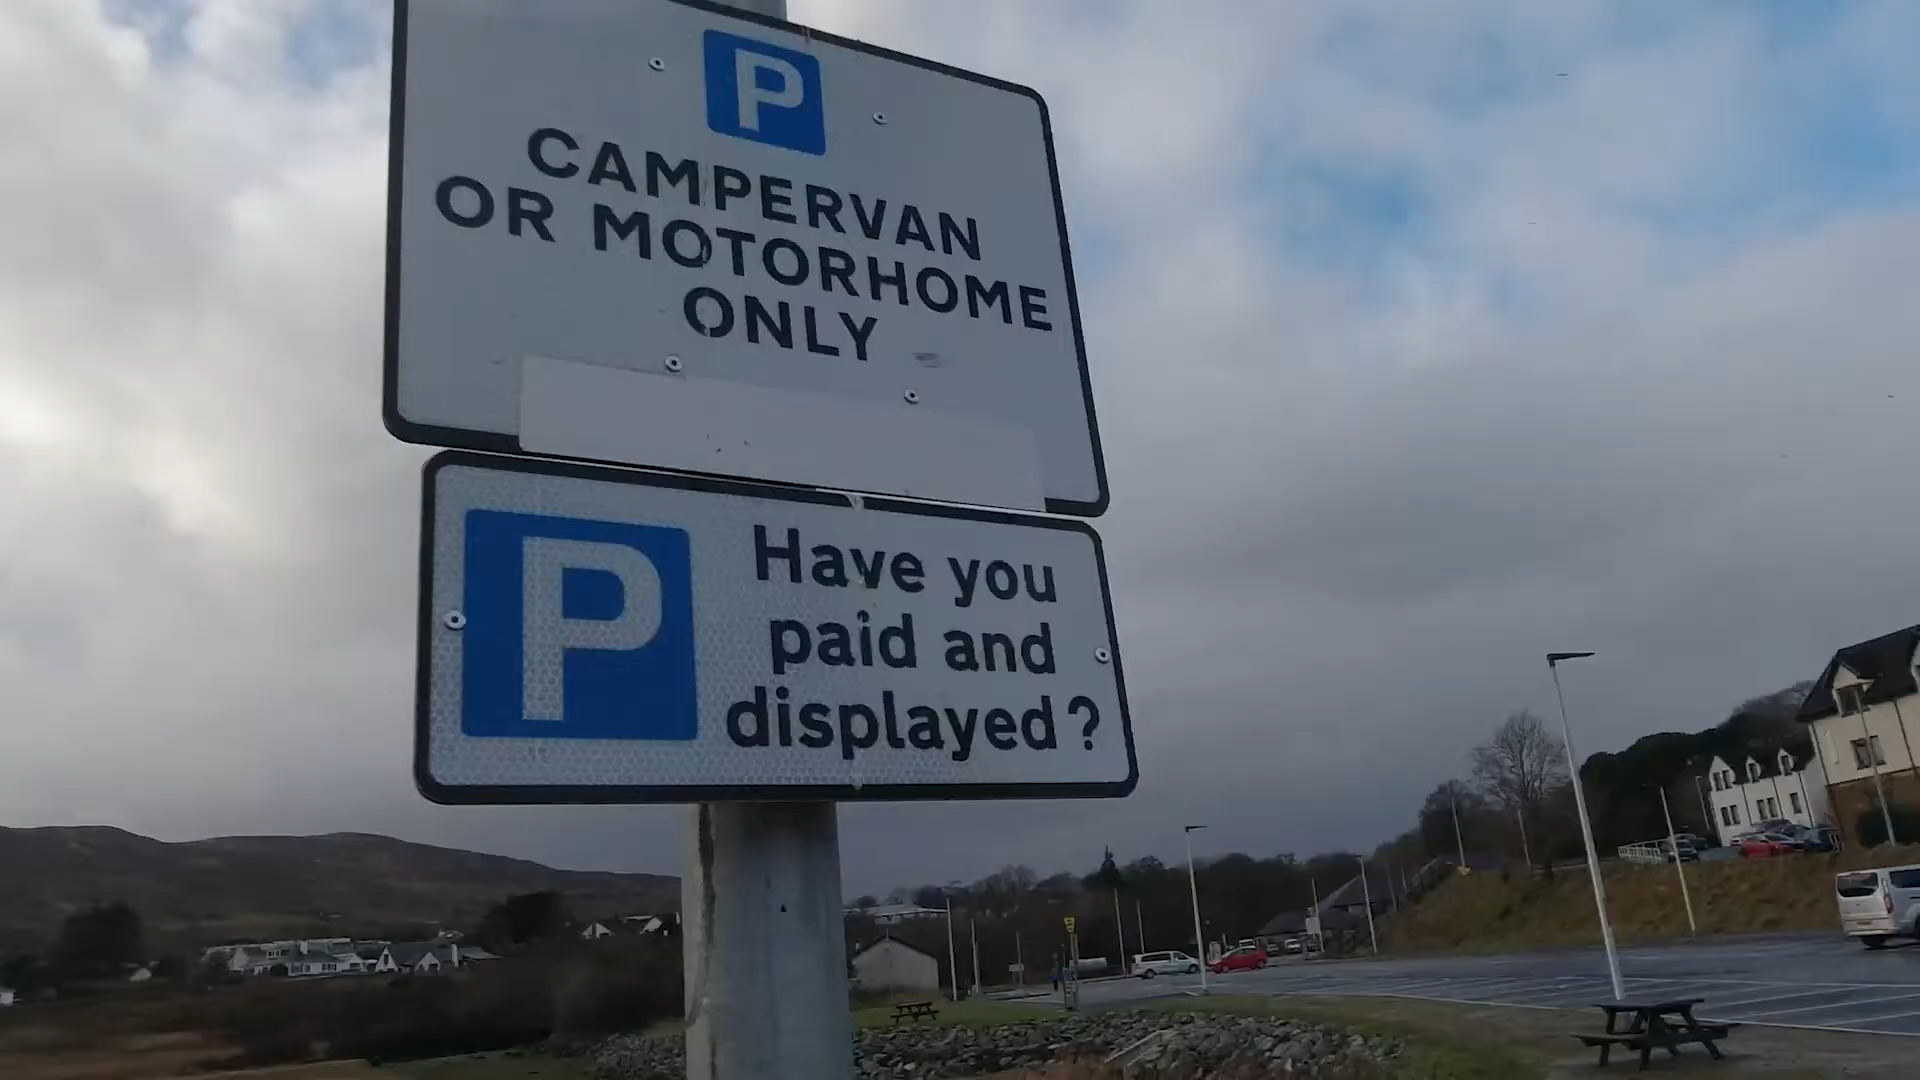 P
CAMPERVAN
OR MOTORHOME
ONLY
P
Have you
paid and
displayed?